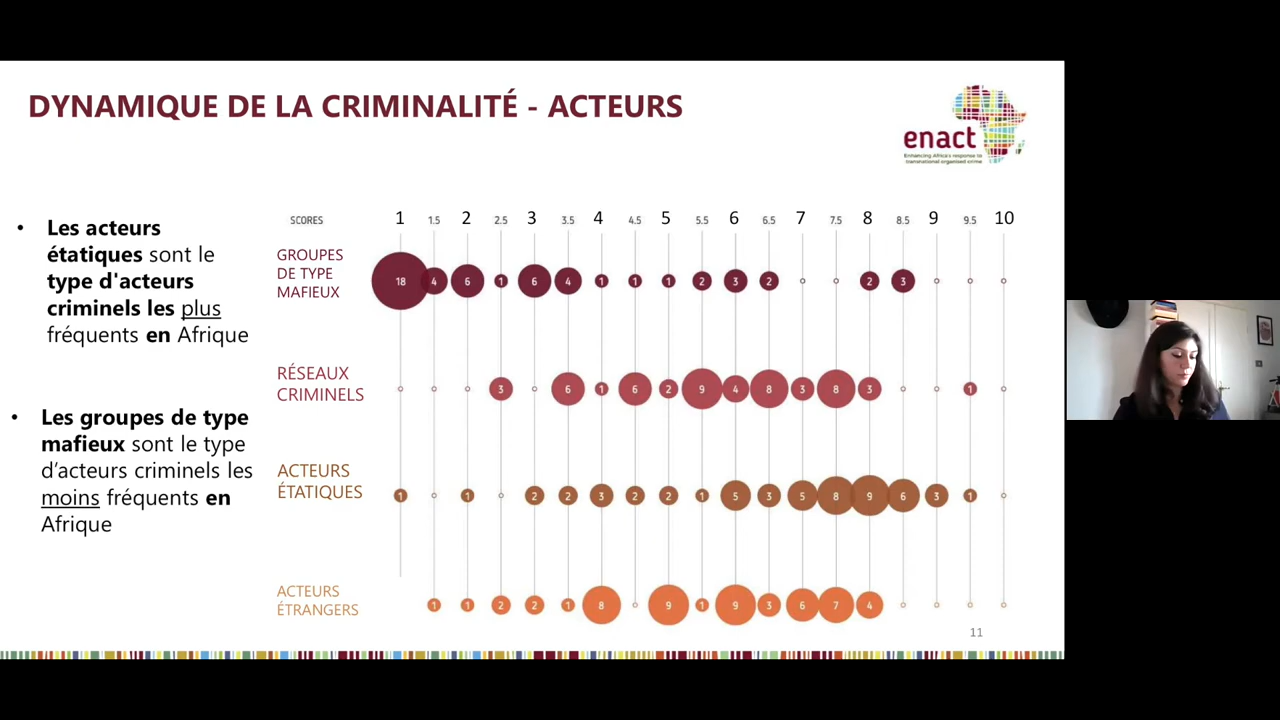 DYNAMIQUE DE LA CRIMINALITÉ - ACTEURS
enact
Enhancing Africa's response to
transnational organised crime
• Les acteurs
étatiques sont le
type d'acteurs
criminels les plus
fréquents en Afrique
• Les groupes de type
mafieux sont le type
d'acteurs criminels les
moins fréquents en
Afrique
SCORES 1 1.5 2 2.5 3 3.5 4 4.5 5 5.5 6 6.5 7 7.5 8 8.5 9 9.5 10
GROUPES
DE TYPE
MAFIEUX
18 4 6 1 6 4 1 1 1 2 3 2 2 3
RÉSEAUX
CRIMINELS
3 6 1 6 2 9 4 8 3 8 3 1
ACTEURS
ÉTATIQUES
1 1 2 2 3 2 2 1 5 3 5 8 9 6 3 1
ACTEURS
ÉTRANGERS
1 1 2 2 1 8 9 1 9 3 6 7 4
11